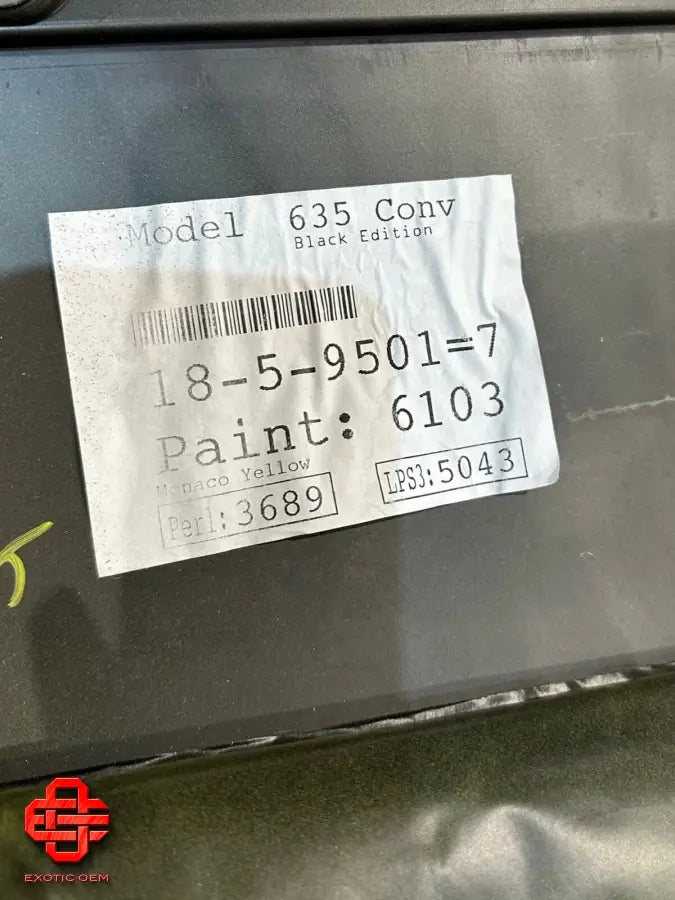 Model 635 Conv
Black Edition
18-5-9501=7
Paint: 6103
Monaco Yellow
Perl:3689 LPS3:5043
EXOTIC OEM